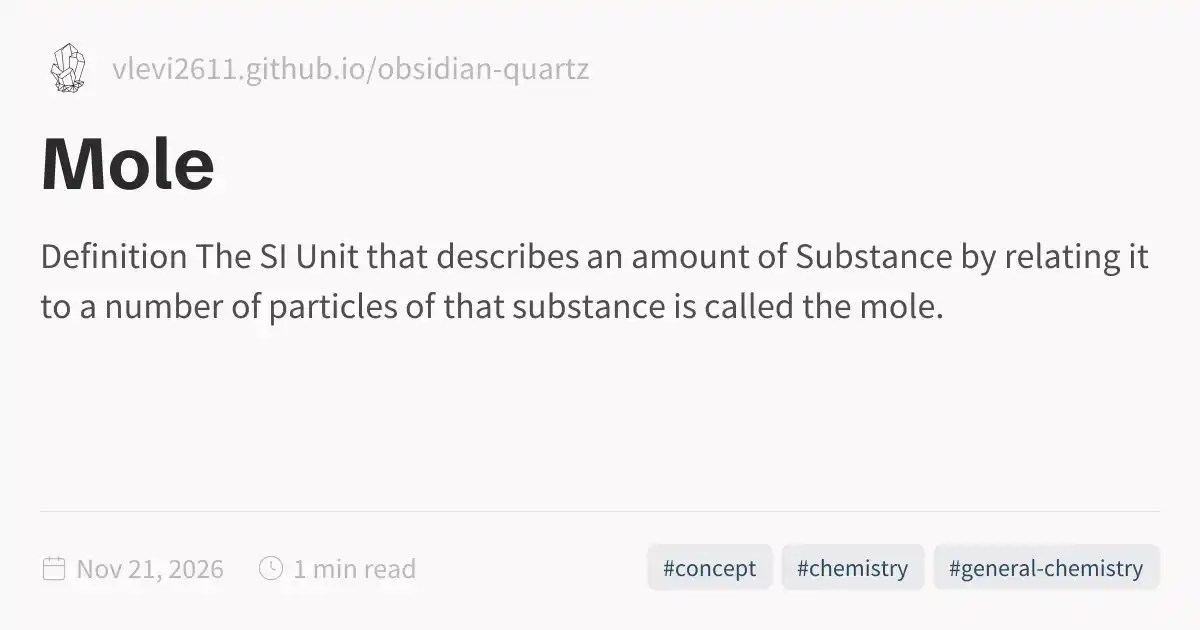 vlevi2611.github.io/obsidian-quartz
Mole
Definition The SI Unit that describes an amount of Substance by relating it
to a number of particles of that substance is called the mole.
Nov 21, 2026 1 min read #concept #chemistry #general-chemistry